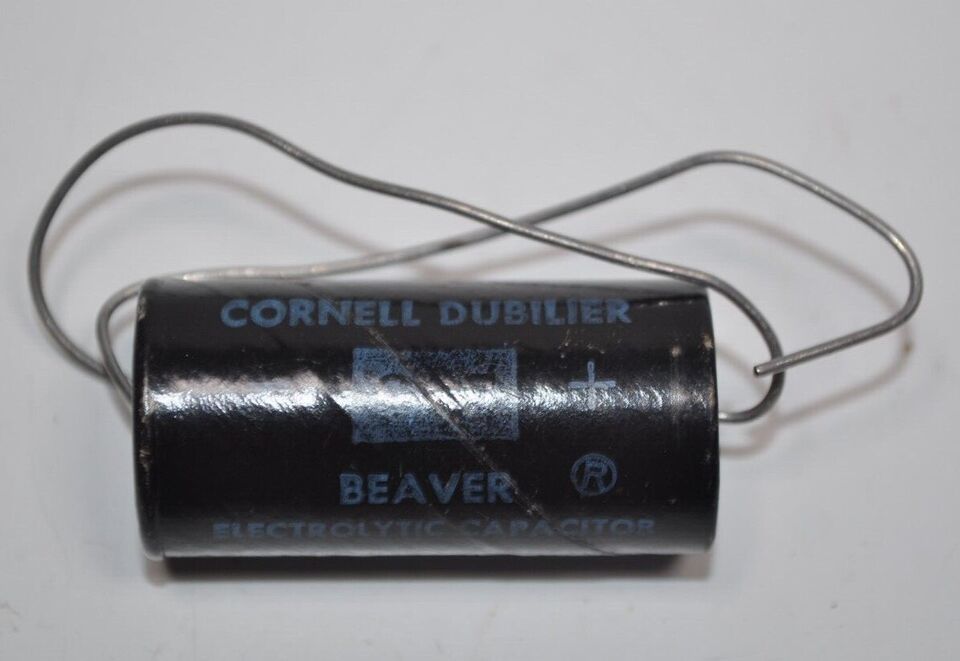 CORNELL DUBILIER
+
BEAVER ®
ELECTROLYTIC CAPACITOR